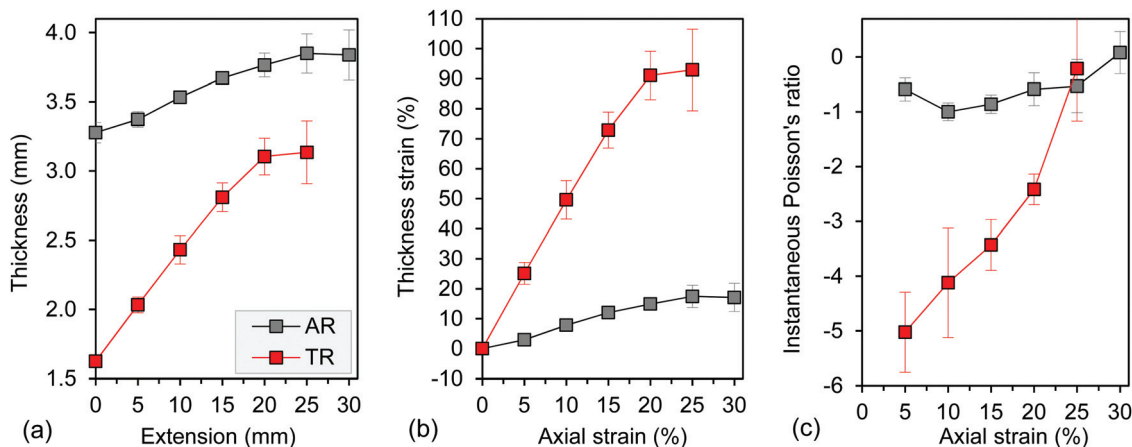 4.0
3.5
3.0
2.5
2.0
1.5
Thickness (mm)
0 5 10 15 20 25 30
Extension (mm)
AR
TR
(a)
110
100
90
80
70
60
50
40
30
20
10
0
-10
Thickness strain (%)
0 5 10 15 20 25 30
Axial strain (%)
(b)
0
-1
-2
-3
-4
-5
-6
Instantaneous Poisson's ratio
0 5 10 15 20 25 30
Axial strain (%)
(c)